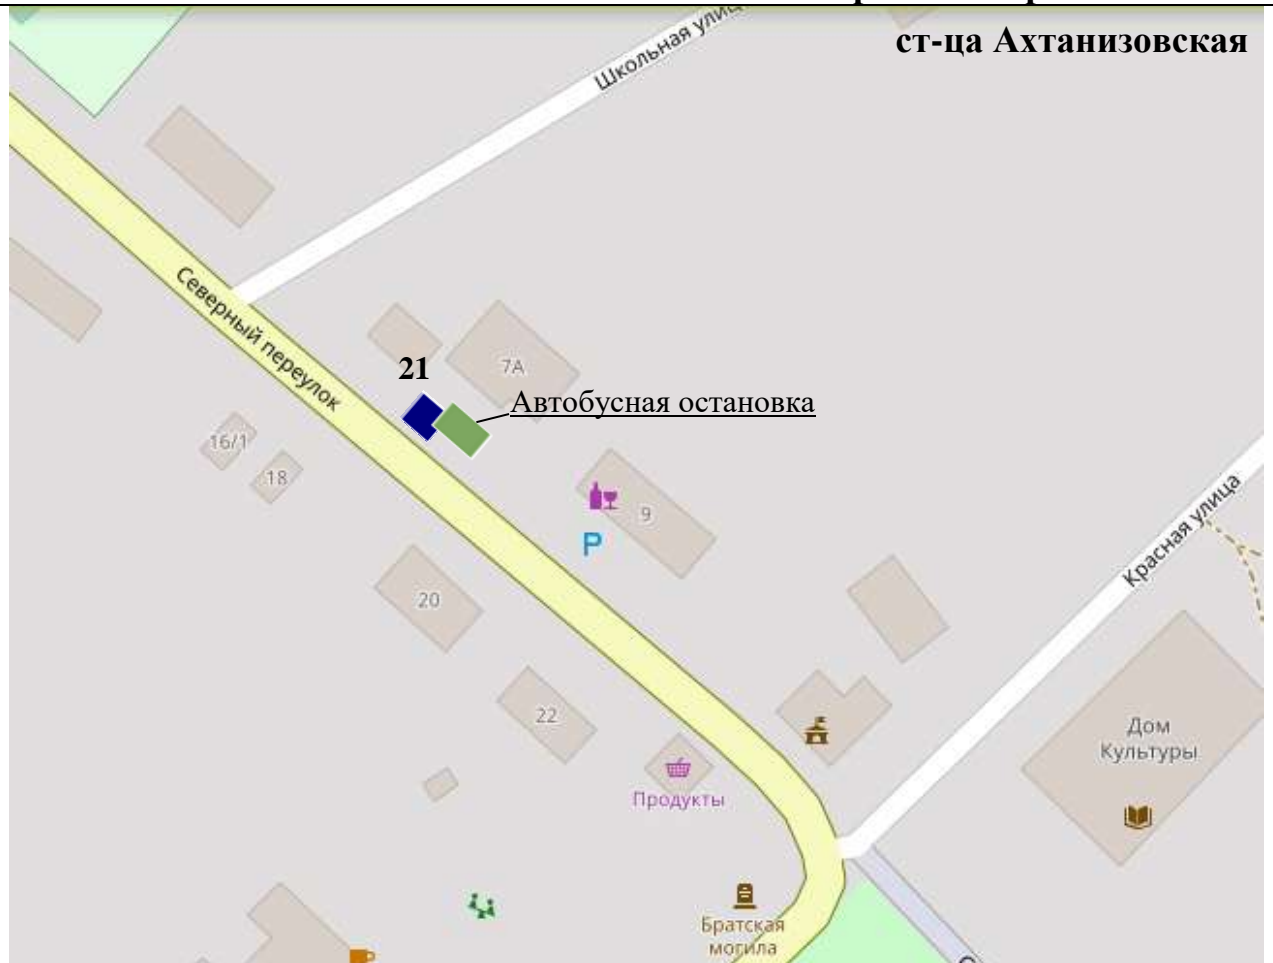 ст-ца Ахтанизовская
Школьная улица
Северный переулок
21
7А
Автобусная остановка
16/1
18
9
P
Красная улица
20
22
Дом
Культуры
Продукты
Братская
могила